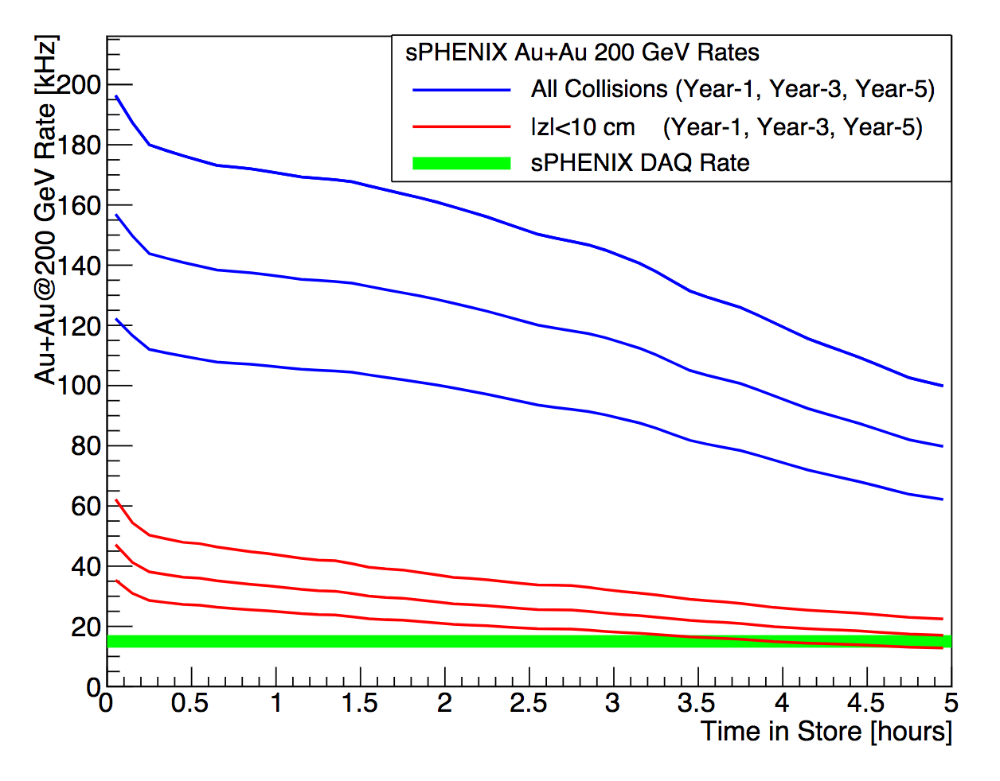 Au+Au@200 GeV Rate [kHz]
sPHENIX Au+Au 200 GeV Rates
All Collisions (Year-1, Year-3, Year-5)
|z|<10 cm (Year-1, Year-3, Year-5)
sPHENIX DAQ Rate
200
180
160
140
120
100
80
60
40
20
0
0 0.5 1 1.5 2 2.5 3 3.5 4 4.5 5
Time in Store [hours]